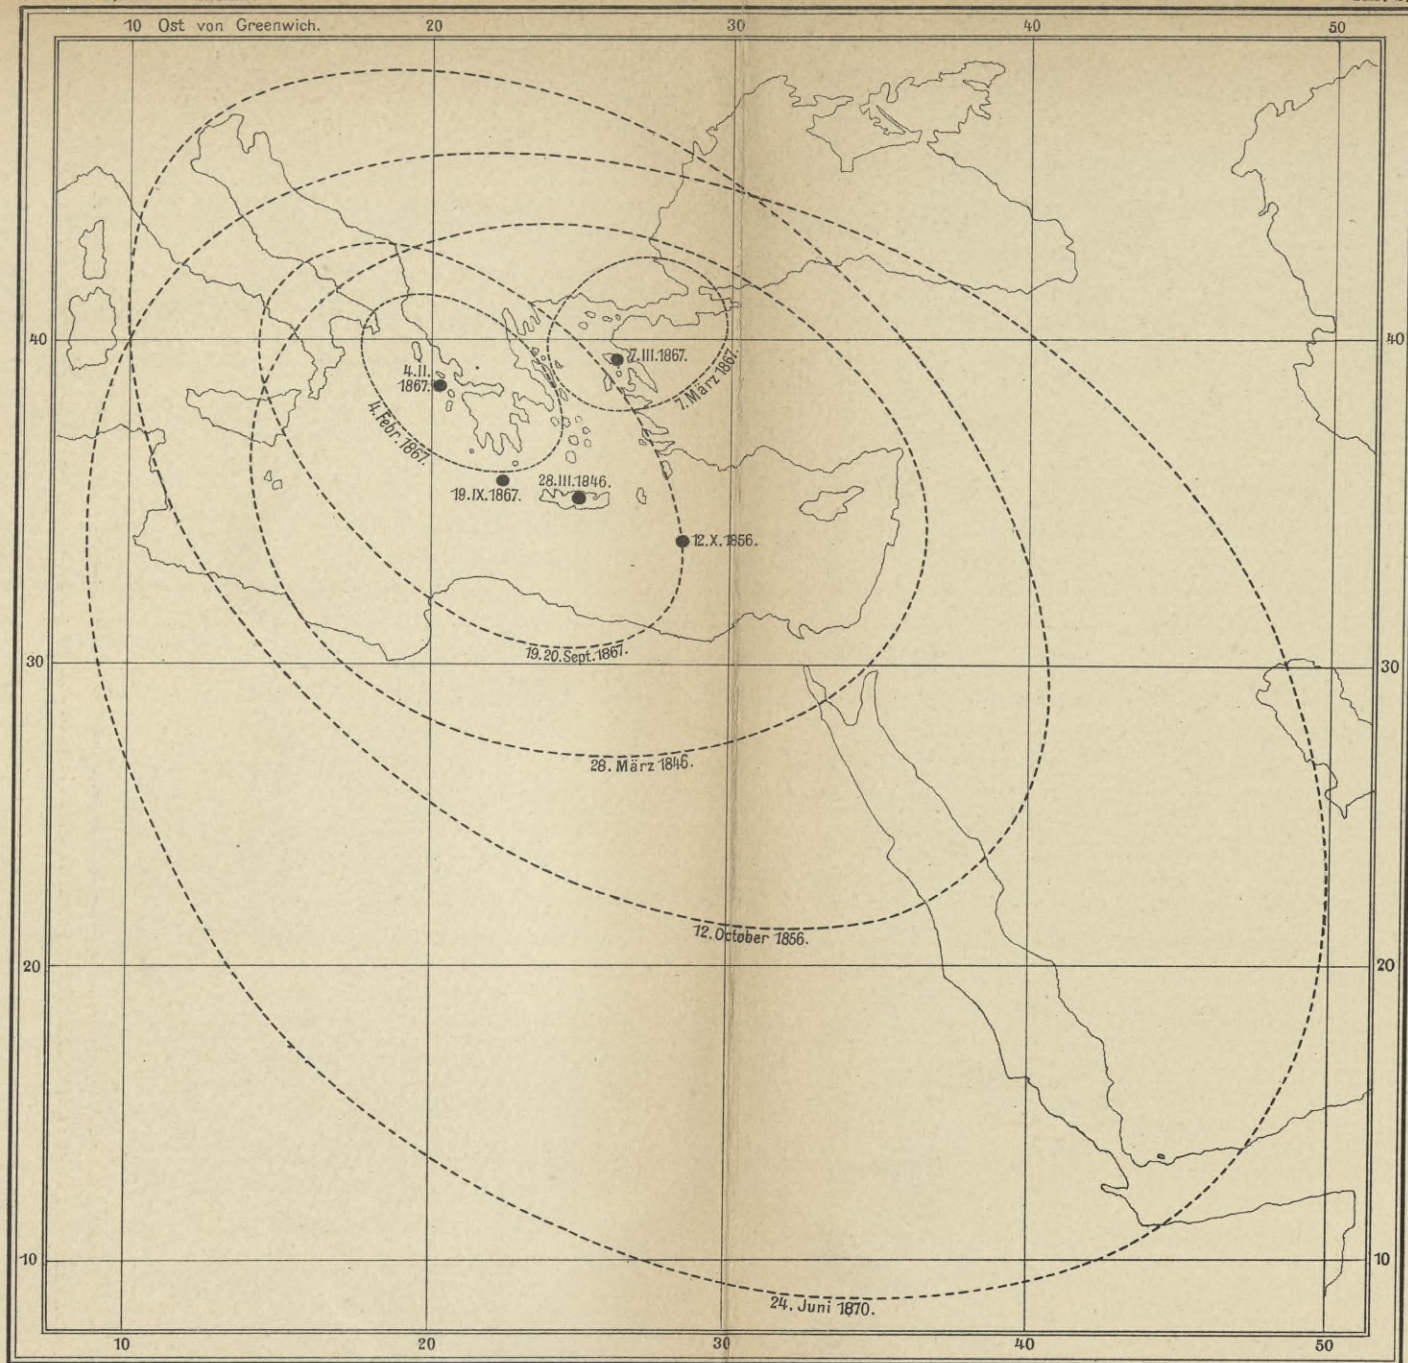 10 Ost von Greenwich. 20 30 40 50
40 40
7.III.1867.
4.II.
1867.
7. März 1867.
4. Febr. 1867.
19.IX.1867.
28.III.1846.
12.X.1856.
19.20.Sept.1867.
30 30
28. März 1846.
12. October 1856.
20 20
10 10
24. Juni 1870.
10 20 30 40 50